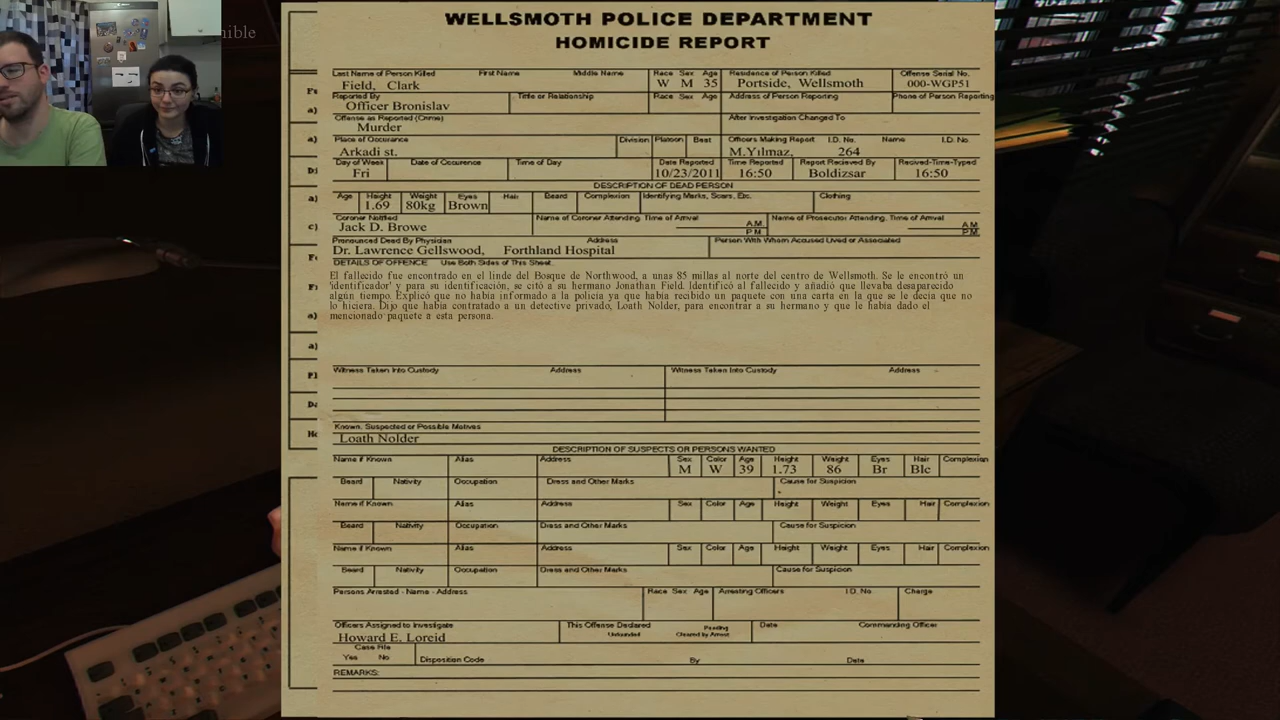 nible
WELLSMOTH POLICE DEPARTMENT
HOMICIDE REPORT
Last Name of Person Killed First Name Middle Name Race Sex Age Residence of Person Killed Offense Serial No.
Field, Clark W M 35 Portside, Wellsmoth 000-WGP51
Reported By Title or Relationship Race Sex Age Address of Person Reporting Phone of Person Reporting
Officer Bronislav
Offense as Reported (Crime) After Investigation Changed To
Murder
Place of Occurance Division Platoon Beat Officers Making Report I.D. No. Name I.D. No.
Arkadi st. M.Yilmaz, 264
Day of Week Date of Occurence Time of Day Date Reported Time Reported Report Recieved By Recived-Time-Typed
Fri 10/23/2011 16:50 Boldizsar 16:50
DESCRIPTION OF DEAD PERSON
Age Height Weight Eyes Hair Beard Complexion Identifying Marks, Scars, Etc. Clothing
1.69 80kg Brown
Coroner Notified Name of Coroner Attending. Time of Arrival A.M. Name of Prosecutor Attending. Time of Arrival A.M.
Jack D. Browe P.M. P.M.
Pronounced Dead By Physician Address Person With Whom Accused Lived or Associated
Dr. Lawrence Gellswood, Forthland Hospital
DETAILS OF OFFENCE Use Both Sides of This Sheet.
El fallecido fue encontrado en el linde del Bosque de Northwood, a unas 85 millas al norte del centro de Wellsmoth. Se le encontró un
'identificador' y para su identificación, se citó a su hermano Jonathan Field. Identificó al fallecido y añadió que llevaba desaparecido
algún tiempo. Explicó que no había informado a la policía ya que había recibido un paquete con una carta en la que se le decía que no
lo hiciera. Dijo que había contratado a un detective privado, Loath Nolder, para encontrar a su hermano y que le había dado el
mencionado paquete a esta persona.
Witness Taken Into Custody Address Witness Taken Into Custody Address
Known, Suspected or Possible Motives
Loath Nolder
DESCRIPTION OF SUSPECTS OR PERSONS WANTED
Name if Known Alias Address Sex Color Age Height Weight Eyes Hair Complexion
M W 39 1.73 86 Br Blc
Beard Nativity Occupation Dress and Other Marks Cause for Suspicion
Name if Known Alias Address Sex Color Age Height Weight Eyes Hair Complexion
Beard Nativity Occupation Dress and Other Marks Cause for Suspicion
Name if Known Alias Address Sex Color Age Height Weight Eyes Hair Complexion
Beard Nativity Occupation Dress and Other Marks Cause for Suspicion
Persons Arrested - Name - Address Race Sex Age Arresting Officers I.D. No. Charge
Officers Assigned to Investigate This Offense Declared Pending Date Commanding Officer
Howard E. Loreid Unfounded Cleared by Arrest
Case File
Yes No Disposition Code By Date
REMARKS: